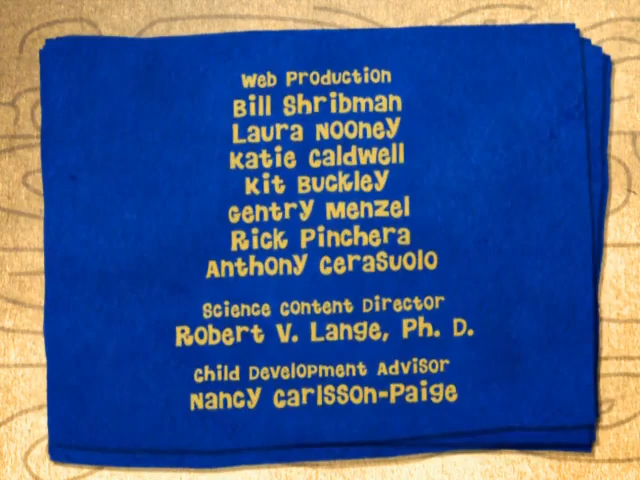 Web Production
Bill Shribman
Laura Nooney
Katie Caldwell
Kit Buckley
Gentry Menzel
Rick Pinchera
Anthony Cerasuolo
Science Content Director
Robert V. Lange, Ph. D.
Child Development Advisor
Nancy Carlsson-Paige